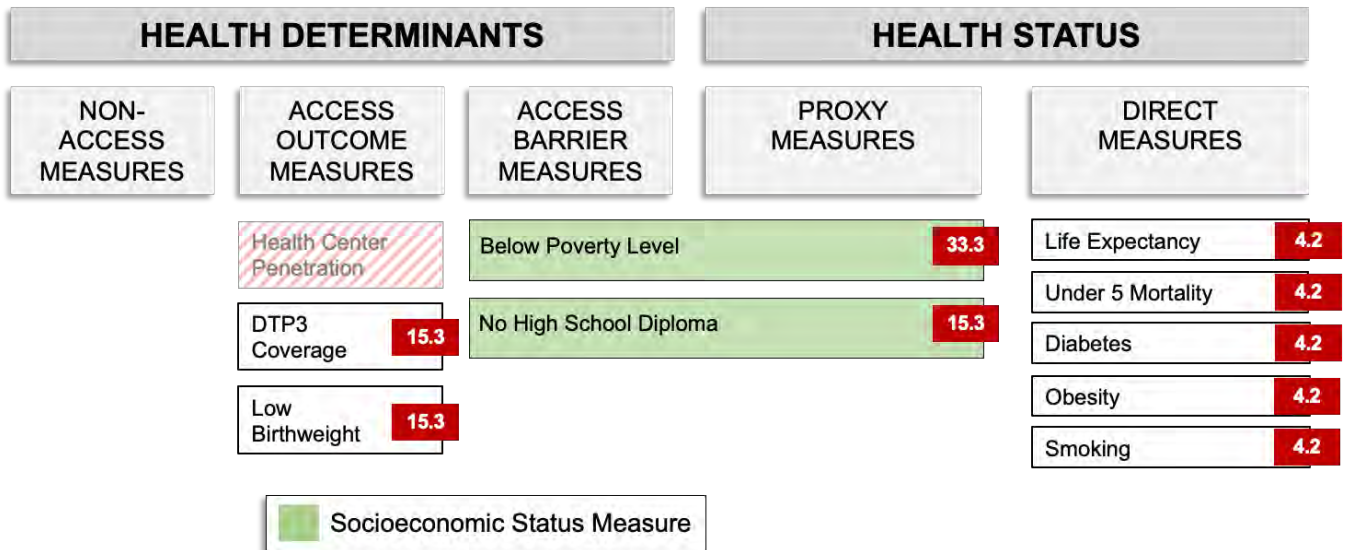 HEALTH DETERMINANTS
HEALTH STATUS
NON-
ACCESS
MEASURES
ACCESS
OUTCOME
MEASURES
ACCESS
BARRIER
MEASURES
PROXY
MEASURES
DIRECT
MEASURES
Health Center
Penetration
DTP3
Coverage
15.3
Low
Birthweight
15.3
Below Poverty Level
33.3
No High School Diploma
15.3
Life Expectancy
4.2
Under 5 Mortality
4.2
Diabetes
4.2
Obesity
4.2
Smoking
4.2
Socioeconomic Status Measure